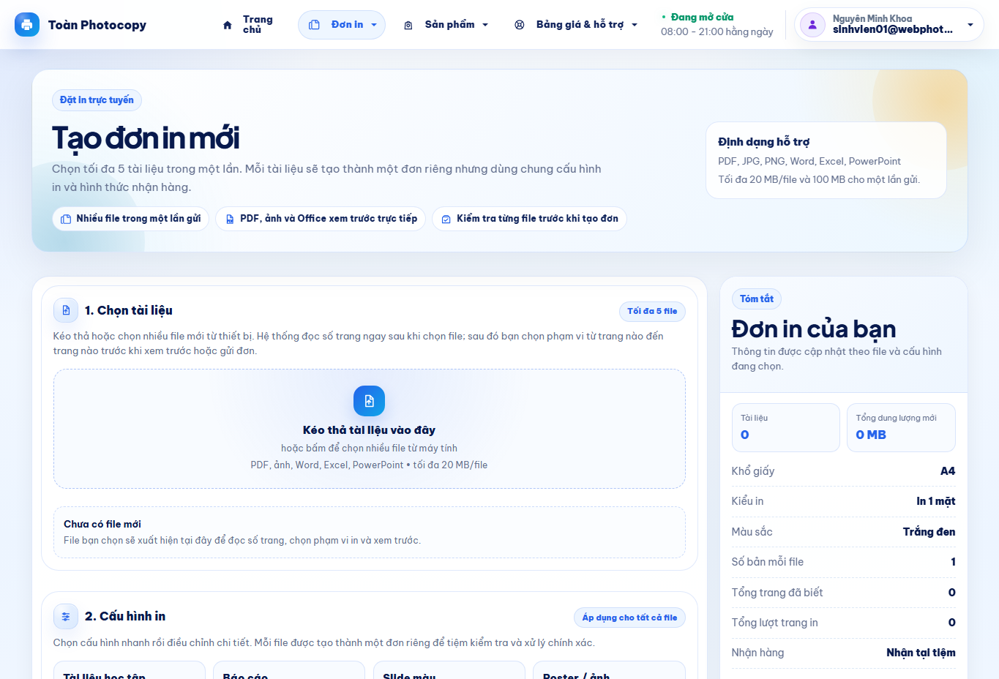 Toàn Photocopy
Trang chủ
Đơn in
Sản phẩm
Bảng giá & hỗ trợ
Đang mở cửa
08:00 - 21:00 hằng ngày
Nguyên Minh Khoa
sinhvien01@webphot...
Đặt in trực tuyến
Tạo đơn in mới
Chọn tối đa 5 tài liệu trong một lần. Mỗi tài liệu sẽ tạo thành một đơn riêng nhưng dùng chung cấu hình
in và hình thức nhận hàng.
Nhiều file trong một lần gửi
PDF, ảnh và Office xem trước trực tiếp
Kiểm tra từng file trước khi tạo đơn
Định dạng hỗ trợ
PDF, JPG, PNG, Word, Excel, PowerPoint
Tối đa 20 MB/file và 100 MB cho một lần gửi.
1. Chọn tài liệu
Tối đa 5 file
Kéo thả hoặc chọn nhiều file mới từ thiết bị. Hệ thống đọc số trang ngay sau khi chọn file; sau đó bạn chọn phạm vi từ trang nào đến
trang nào trước khi xem trước hoặc gửi đơn.
Kéo thả tài liệu vào đây
hoặc bấm để chọn nhiều file từ máy tính
PDF, ảnh, Word, Excel, PowerPoint • tối đa 20 MB/file
Chưa có file mới
File bạn chọn sẽ xuất hiện tại đây để đọc số trang, chọn phạm vi in và xem trước.
2. Cấu hình in
Áp dụng cho tất cả file
Chọn cấu hình nhanh rồi điều chỉnh chi tiết. Mỗi file được tạo thành một đơn riêng để tiệm kiểm tra và xử lý chính xác.
Tài liệu học tập
Báo cáo
Slide màu
Poster / ảnh
Tóm tắt
Đơn in của bạn
Thông tin được cập nhật theo file và cấu hình
đang chọn.
Tài liệu
0
Tổng dung lượng mới
0 MB
Khổ giấy
A4
Kiểu in
In 1 mặt
Màu sắc
Trắng đen
Số bản mỗi file
1
Tổng trang đã biết
0
Tổng lượt trang in
0
Nhận hàng
Nhận tại tiệm